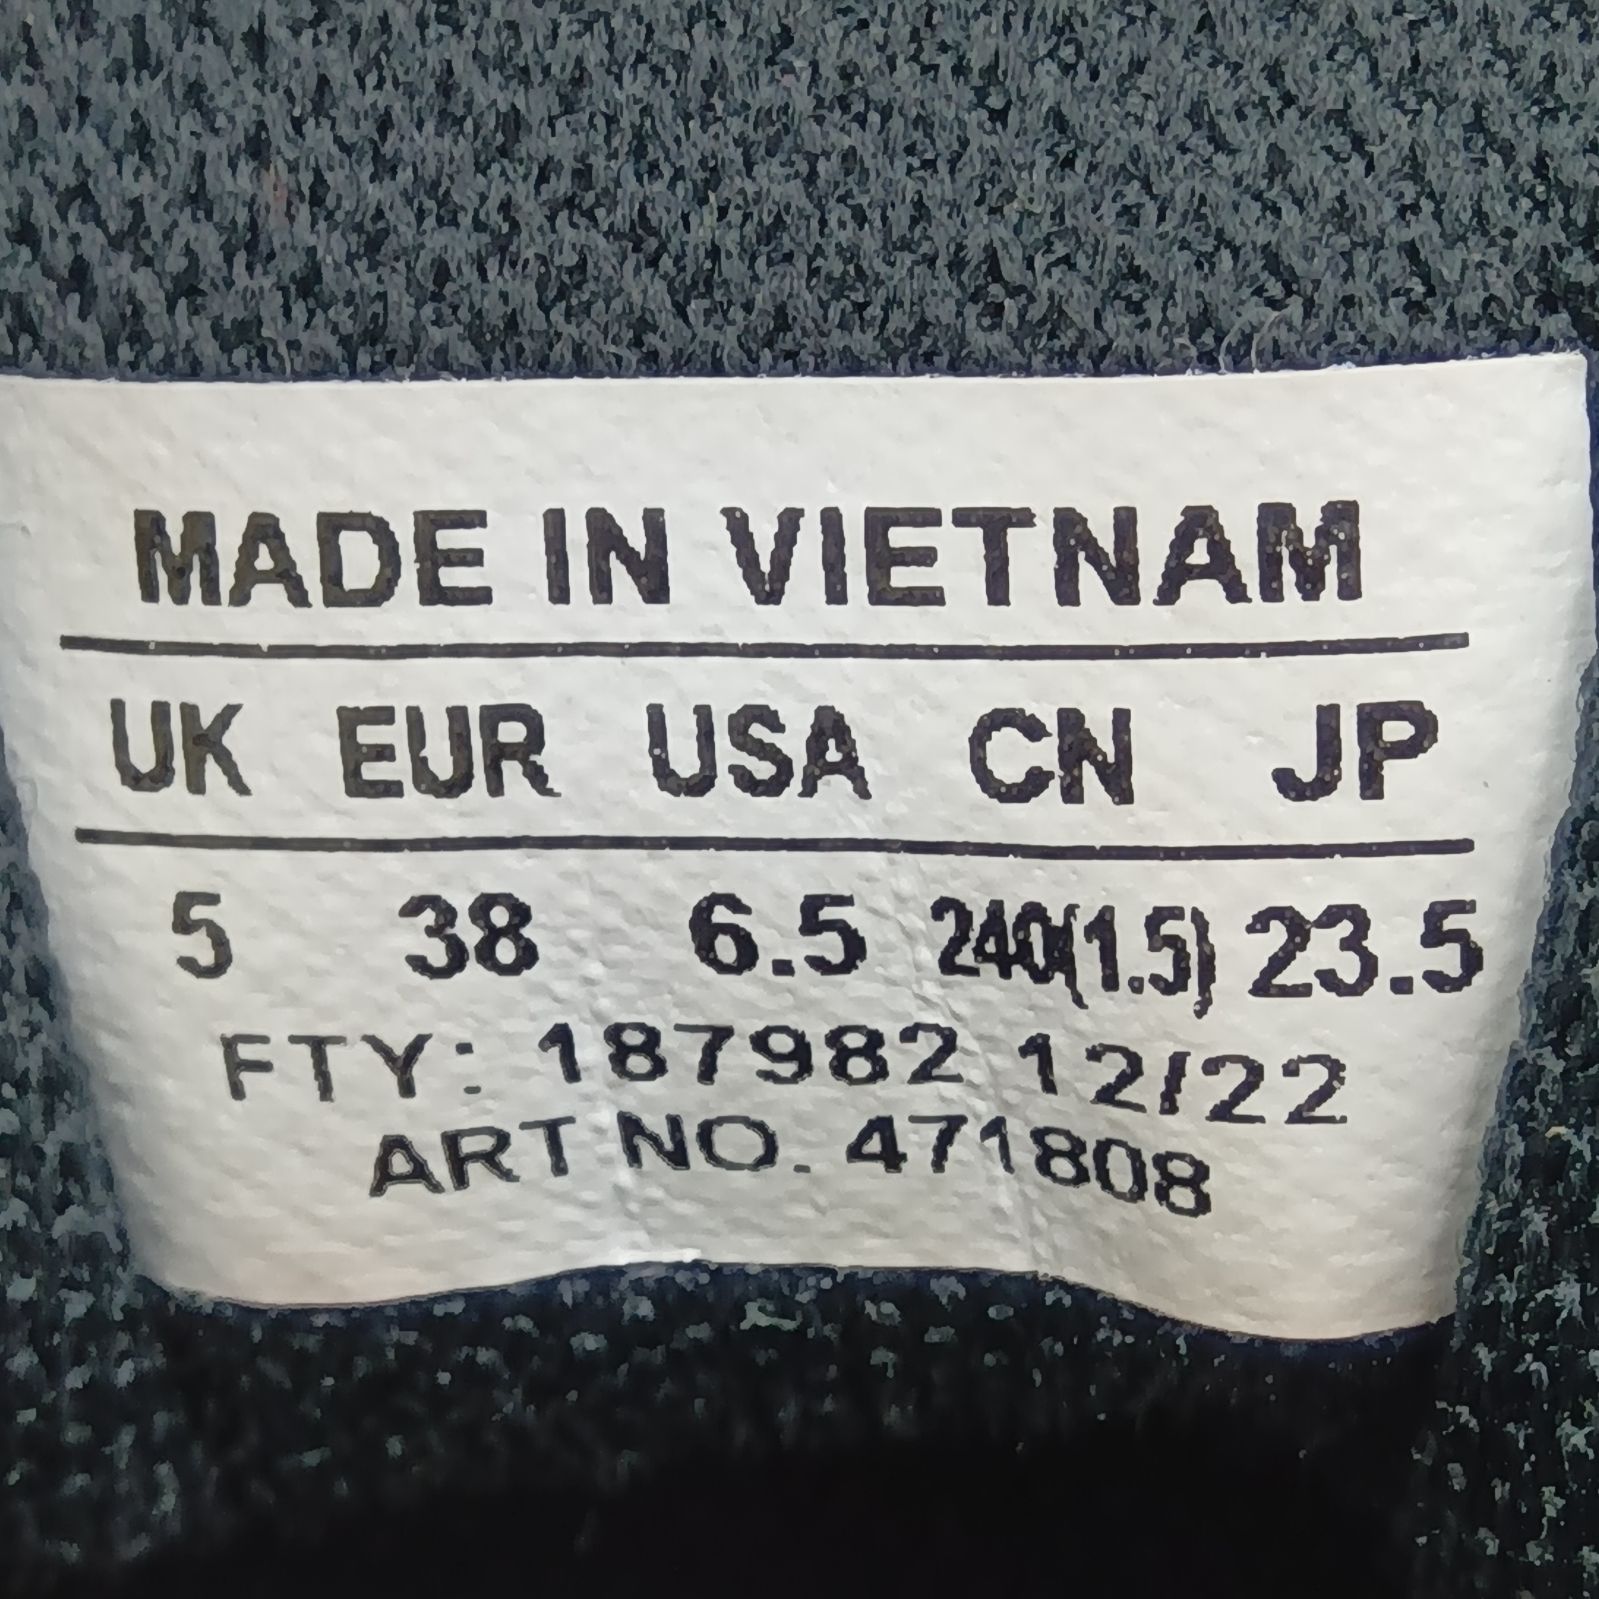 MADE IN VIETNAM
UK EUR USA CN JP
5 38 6.5 240(1.5) 23.5
FTY: 187982 12/22
ART NO. 471808